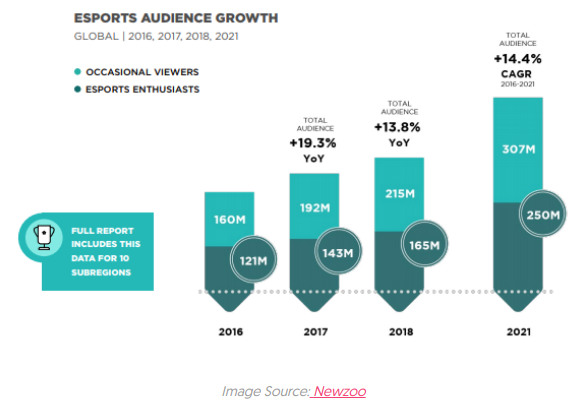 ESPORTS AUDIENCE GROWTH
GLOBAL | 2016, 2017, 2018, 2021
OCCASIONAL VIEWERS
ESPORTS ENTHUSIASTS
FULL REPORT
INCLUDES THIS
DATA FOR 10
SUBREGIONS
160M
121M
2016
TOTAL
AUDIENCE
+19.3%
YoY
192M
143M
2017
TOTAL
AUDIENCE
+13.8%
YoY
215M
165M
2018
TOTAL
AUDIENCE
+14.4%
CAGR
2016-2021
307M
250M
2021
Image Source: Newzoo